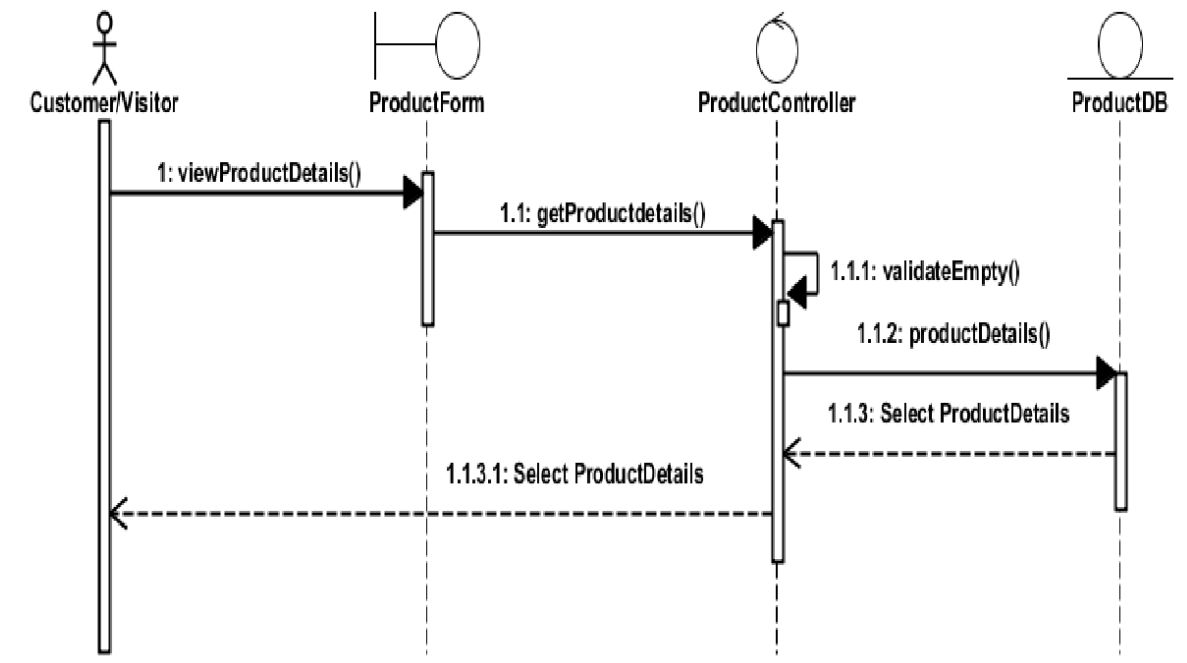 Customer/Visitor
ProductForm
ProductController
ProductDB
1: viewProductDetails()
1.1: getProductdetails()
1.1.1: validateEmpty()
1.1.2: productDetails()
1.1.3: Select ProductDetails
1.1.3.1: Select ProductDetails